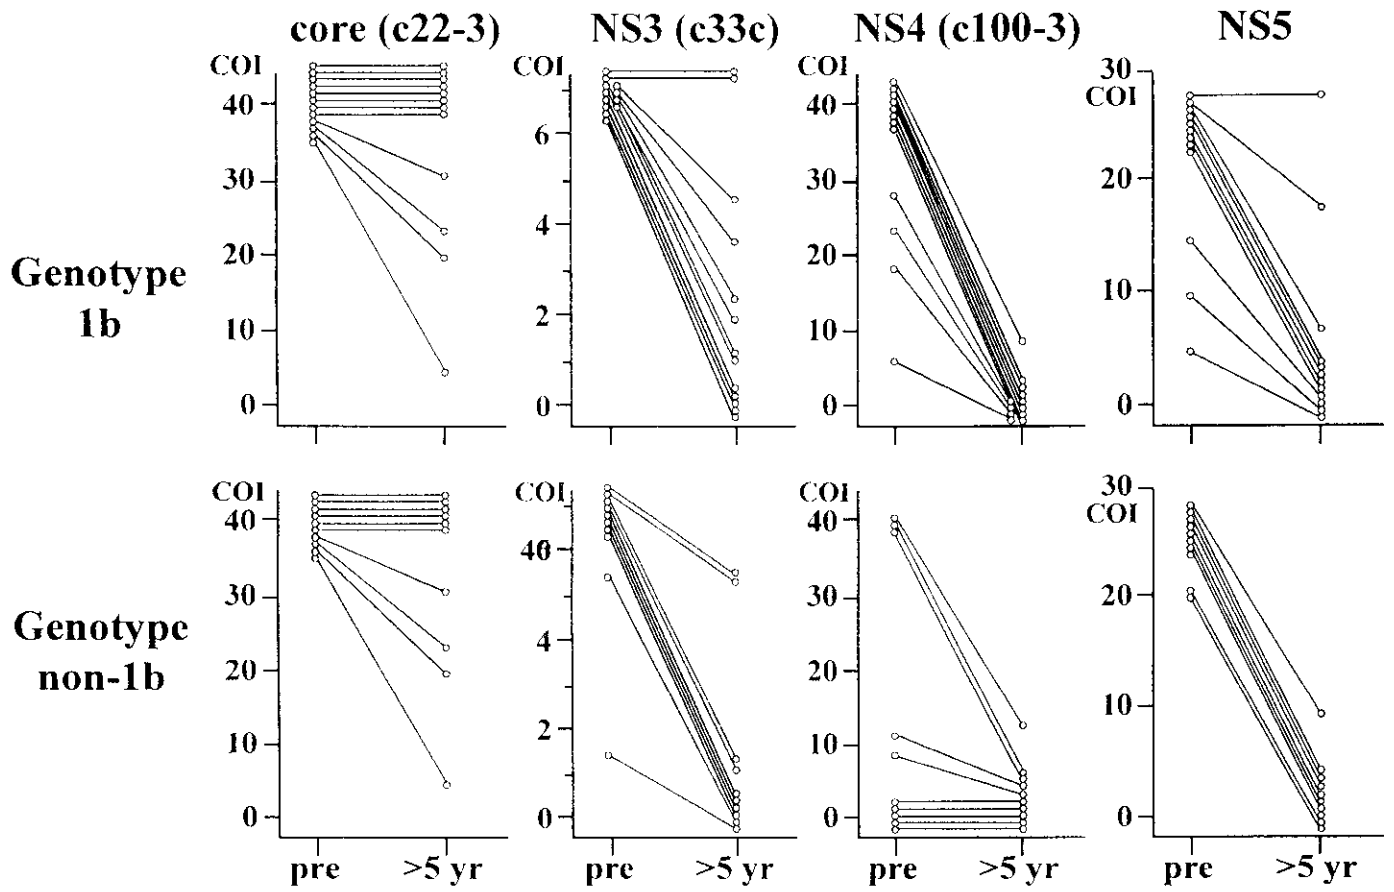 core (c22-3) NS3 (c33c) NS4 (c100-3) NS5
COI COI COI 30
COI
40 6 40 20
30 4 30 10
20 2 20 0
10 0 10
0 0
Genotype
1b
COI COI COI 30
COI
40 4 40 20
30 2 30 10
20 0 20 0
10 10
0 0
Genotype
non-1b
pre >5 yr pre >5 yr pre >5 yr pre >5 yr